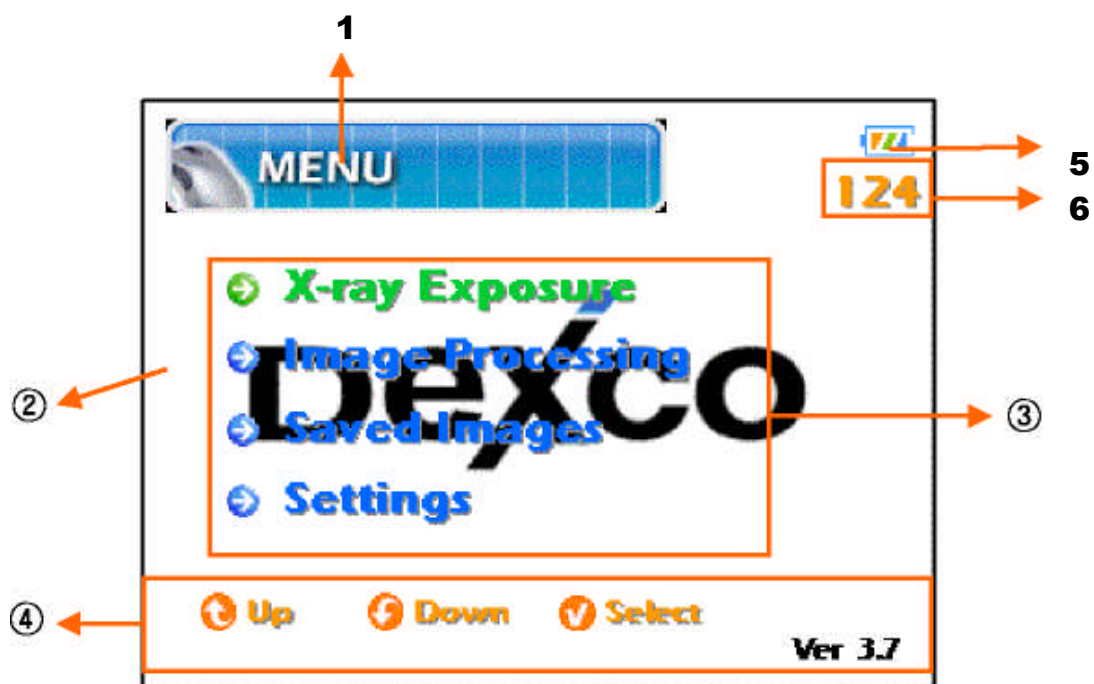 1
MENU
5
124
6
X-ray Exposure
Image Processing
Dexco
Saved Images
Settings
②
③
④
Up Down Select
Ver 3.7